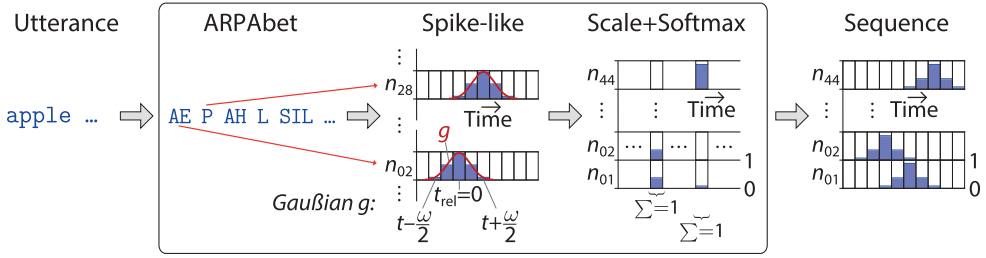 Utterance
ARPAbet
Spike-like
Scale+Softmax
Sequence
apple ...
AE P AH L SIL ...
⋮
n28
Time
⋮
g
n02
⋮
Gaußian g:
t−ω/2
trel=0
t+ω/2
n44
Time
⋮ ⋮
n02 ... ... ...
n01
1
0
∑=1
∑=1
n44
Time
⋮ ⋮
n02
n01
1
0